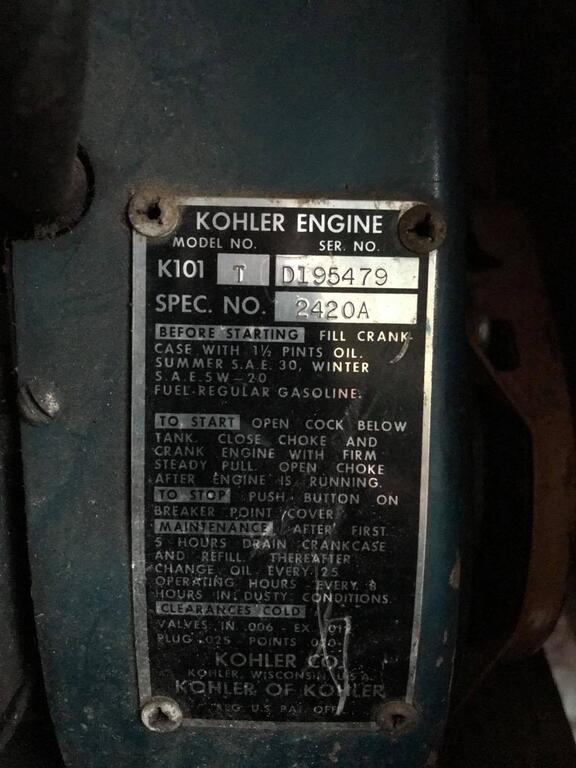 KOHLER ENGINE
MODEL NO. SER. NO.
K101 T D195479
SPEC. NO. 2420A
BEFORE STARTING FILL CRANK-
CASE WITH 1½ PINTS OIL.
SUMMER S.A.E. 30, WINTER
S.A.E. 5W-20
FUEL-REGULAR GASOLINE.
TO START OPEN COCK BELOW
TANK. CLOSE CHOKE AND
CRANK ENGINE WITH FIRM
STEADY PULL. OPEN CHOKE
AFTER ENGINE IS RUNNING.
TO STOP PUSH BUTTON ON
BREAKER POINT COVER
MAINTENANCE AFTER FIRST
5 HOURS DRAIN CRANKCASE
AND REFILL THEREAFTER
CHANGE OIL EVERY 25
OPERATING HOURS EVERY 8
HOURS IN DUSTY CONDITIONS.
CLEARANCES COLD
VALVES IN .006 - EX
PLUG .025 POINTS
KOHLER CO.
KOHLER, WISCONSIN U.S.A.
KOHLER OF KOHLER
REG. U.S. PAT. OFF.